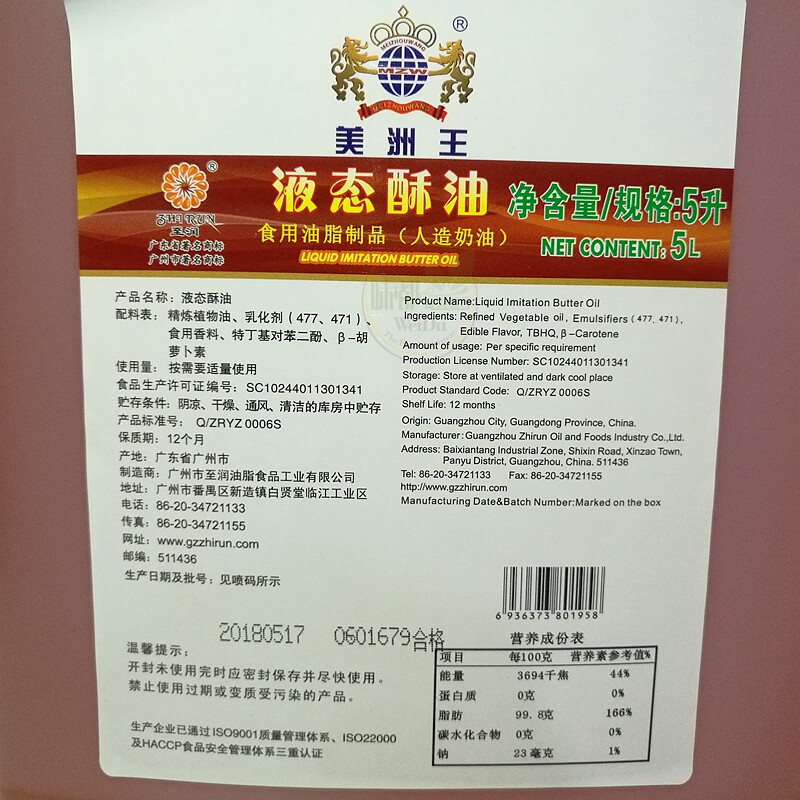 ®
MEIZHOUWANG
MZW
MEIZHOUWANG
美洲王
®
ZHI RUN
至润
广东省著名商标
广州市著名商标
液态酥油
食用油脂制品（人造奶油）
LIQUID IMITATION BUTTER OIL
净含量/规格:5升
NET CONTENT: 5L
产品名称：液态酥油
配料表：精炼植物油、乳化剂（477、471）、
食用香料、特丁基对苯二酚、β－胡
萝卜素
使用量：按需要适量使用
食品生产许可证编号：SC10244011301341
贮存条件：阴凉、干燥、通风、清洁的库房中贮存
产品标准号：Q/ZRYZ 0006S
保质期：12个月
产地：广东省广州市
制造商：广州市至润油脂食品工业有限公司
地址：广州市番禺区新造镇白贤堂临江工业区
电话：86-20-34721133
传真：86-20-34721155
网址：www.gzzhirun.com
邮编：511436
生产日期及批号：见喷码所示
Product Name:Liquid Imitation Butter Oil
Ingredients: Refined Vegetable oil, Emulsifiers (477, 471),
Edible Flavor, TBHQ, β－Carotene
Amount of usage: Per specific requirement
Production License Number: SC10244011301341
Storage: Store at ventilated and dark cool place
Product Standard Code: Q/ZRYZ 0006S
Shelf Life: 12 months
Origin: Guangzhou City, Guangdong Province, China.
Manufacturer: Guangzhou Zhirun Oil and Foods Industry Co.,Ltd.
Address: Baixiantang Industrial Zone, Shixin Road, Xinzao Town,
Panyu District, Guangzhou, China. 511436
Tel: 86-20-34721133 Fax: 86-20-34721155
http://www.gzzhirun.com
Manufacturing Date&Batch Number:Marked on the box
6 936373 801958
20180517 0601679合格
温馨提示：
开封未使用完时应密封保存并尽快使用。
禁止使用过期或变质受污染的产品。
生产企业已通过ISO9001质量管理体系、ISO22000
及HACCP食品安全管理体系三重认证
营养成份表
项目 每100克 营养素参考值%
能量 3694千焦 44%
蛋白质 0克 0%
脂肪 99.8克 166%
碳水化合物 0克 0%
钠 23毫克 1%